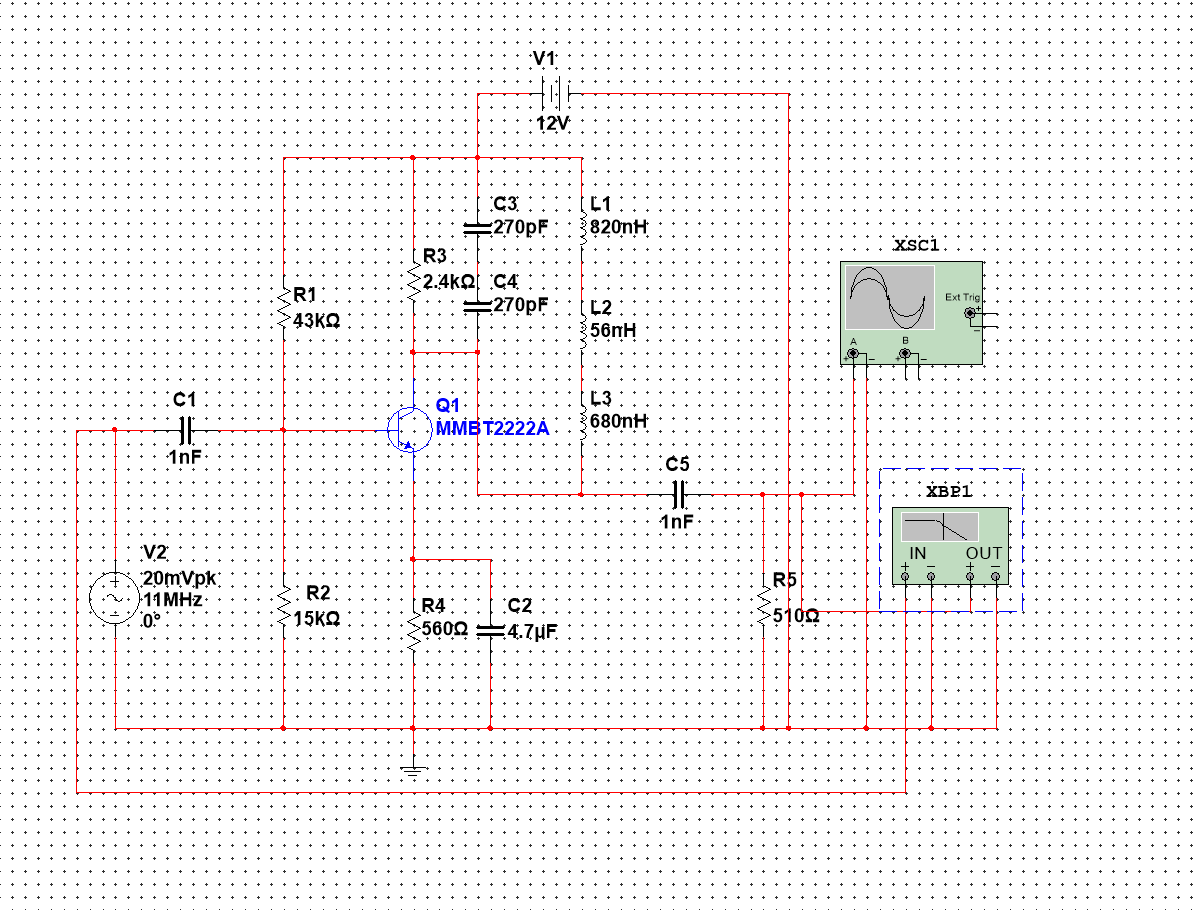 V1
12V
C3
270pF
L1
820nH
XSC1
R3
2.4kΩ
C4
270pF
Ext Trig
+
−
R1
43kΩ
L2
56nH
A
B
+
−
+
−
C1
1nF
Q1
MMBT2222A
L3
680nH
C5
1nF
XBP1
IN
OUT
+
−
+
−
V2
20mVpk
11MHz
0°
R2
15kΩ
R4
560Ω
C2
4.7µF
R5
510Ω